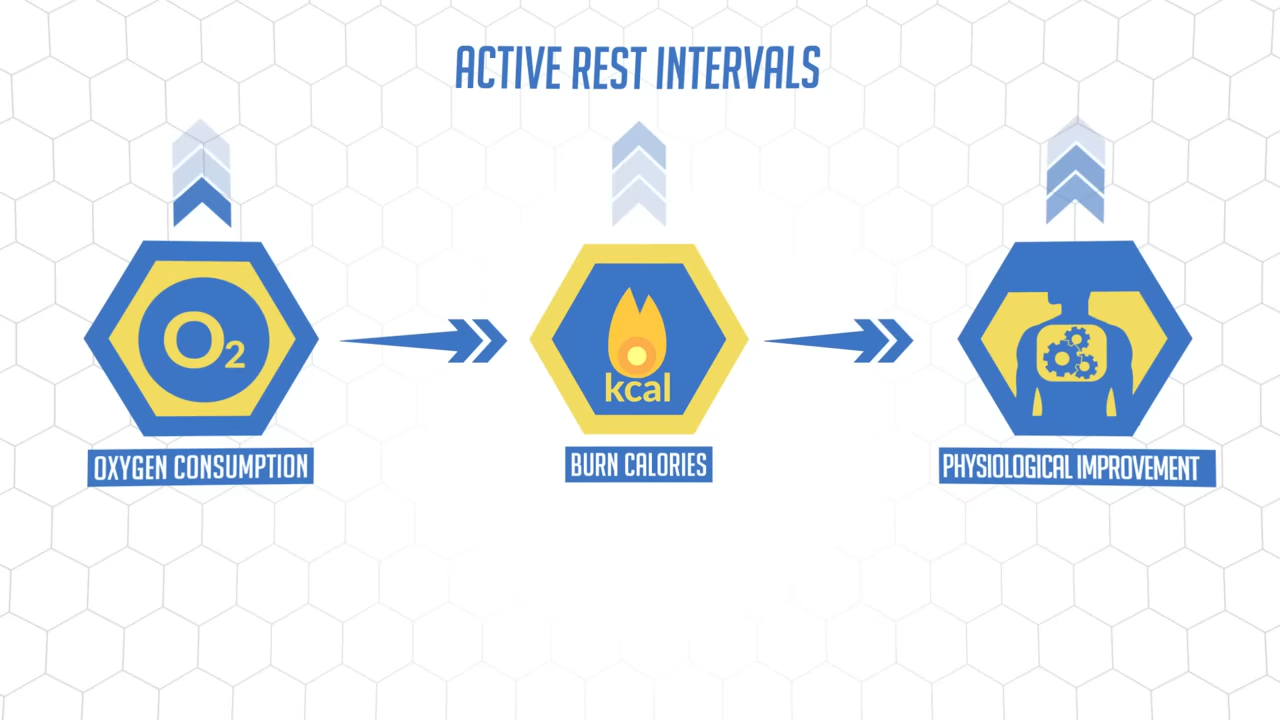 ACTIVE REST INTERVALS
O2
kcal
OXYGEN CONSUMPTION
BURN CALORIES
PHYSIOLOGICAL IMPROVEMENT